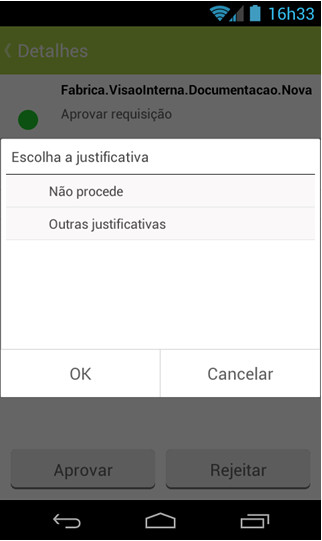 16h33
Detalhes
Fabrica.VisaoInterna.Documentacao.Nova
Aprovar requisição
Escolha a justificativa
Não procede
Outras justificativas
OK
Cancelar
Aprovar
Rejeitar